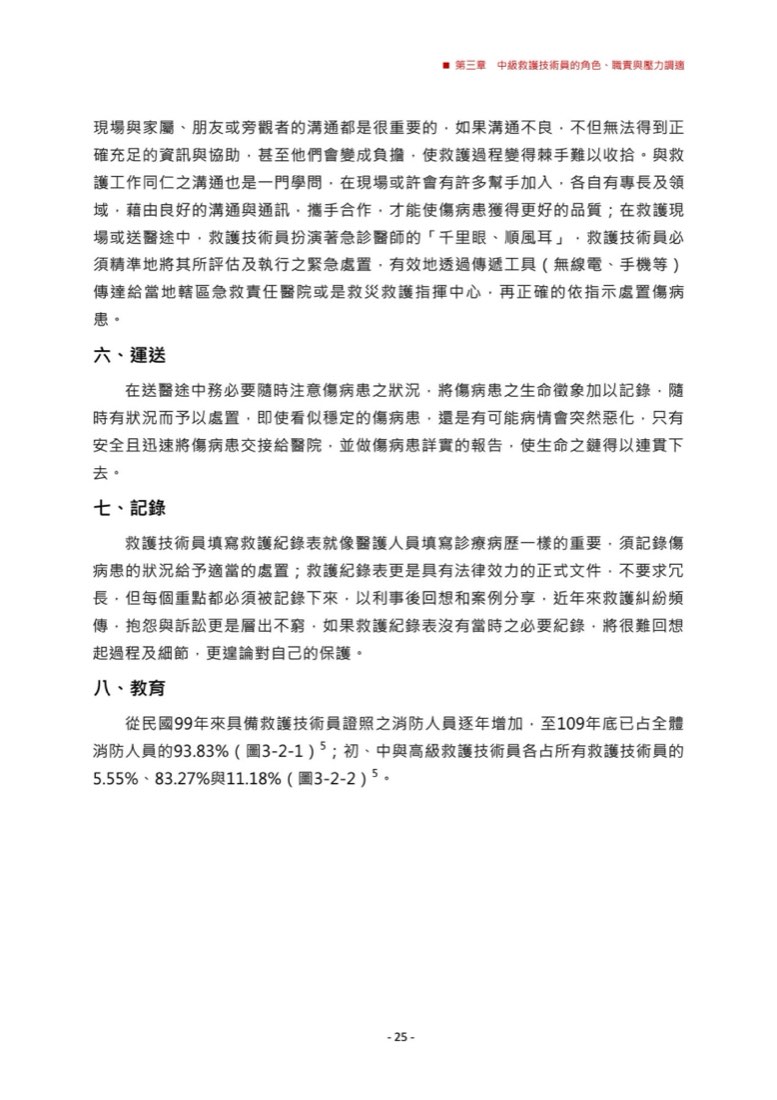 ■ 第三章　中級救護技術員的角色、職責與壓力調適
現場與家屬、朋友或旁觀者的溝通都是很重要的，如果溝通不良，不但無法得到正
確充足的資訊與協助，甚至他們會變成負擔，使救護過程變得棘手難以收拾。與救
護工作同仁之溝通也是一門學問，在現場或許會有許多幫手加入，各自有專長及領
域，藉由良好的溝通與通訊，攜手合作，才能使傷病患獲得更好的品質；在救護現
場或送醫途中，救護技術員扮演著急診醫師的「千里眼、順風耳」，救護技術員必
須精準地將其所評估及執行之緊急處置，有效地透過傳遞工具（無線電、手機等）
傳達給當地轄區急救責任醫院或是救災救護指揮中心，再正確的依指示處置傷病
患。
六、運送
在送醫途中務必要隨時注意傷病患之狀況，將傷病患之生命徵象加以記錄，隨
時有狀況而予以處置，即使看似穩定的傷病患，還是有可能病情會突然惡化，只有
安全且迅速將傷病患交接給醫院，並做傷病患詳實的報告，使生命之鏈得以連貫下
去。
七、記錄
救護技術員填寫救護紀錄表就像醫護人員填寫診療病歷一樣的重要，須記錄傷
病患的狀況給予適當的處置；救護紀錄表更是具有法律效力的正式文件，不要求冗
長，但每個重點都必須被記錄下來，以利事後回想和案例分享，近年來救護糾紛頻
傳，抱怨與訴訟更是層出不窮，如果救護紀錄表沒有當時之必要紀錄，將很難回想
起過程及細節，更遑論對自己的保護。
八、教育
從民國99年來具備救護技術員證照之消防人員逐年增加，至109年底已占全體
消防人員的93.83%（圖3-2-1）5；初、中與高級救護技術員各占所有救護技術員的
5.55%、83.27%與11.18%（圖3-2-2）5。
- 25 -